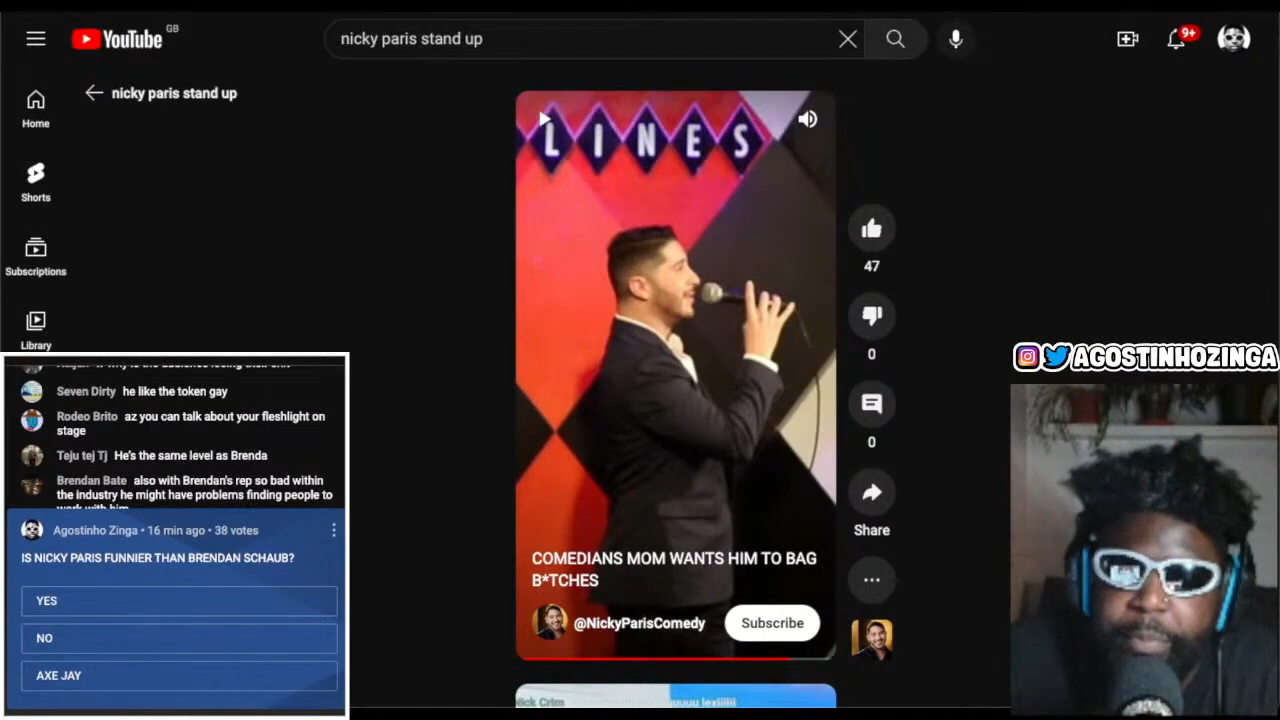 YouTube GB
nicky paris stand up
9+
nicky paris stand up
Home
Shorts
Subscriptions
Library
LINES
47
0
0
Share
COMEDIANS MOM WANTS HIM TO BAG
B*TCHES
@NickyParisComedy
Subscribe
Seven Dirty he like the token gay
Rodeo Brito az you can talk about your fleshlight on
stage
Teju tej Tj He's the same level as Brenda
Brendan Bate also with Brendan's rep so bad within
the industry he might have problems finding people to
work with him
Agostinho Zinga • 16 min ago • 38 votes
IS NICKY PARIS FUNNIER THAN BRENDAN SCHAUB?
YES
NO
AXE JAY
AGOSTINHOZINGA